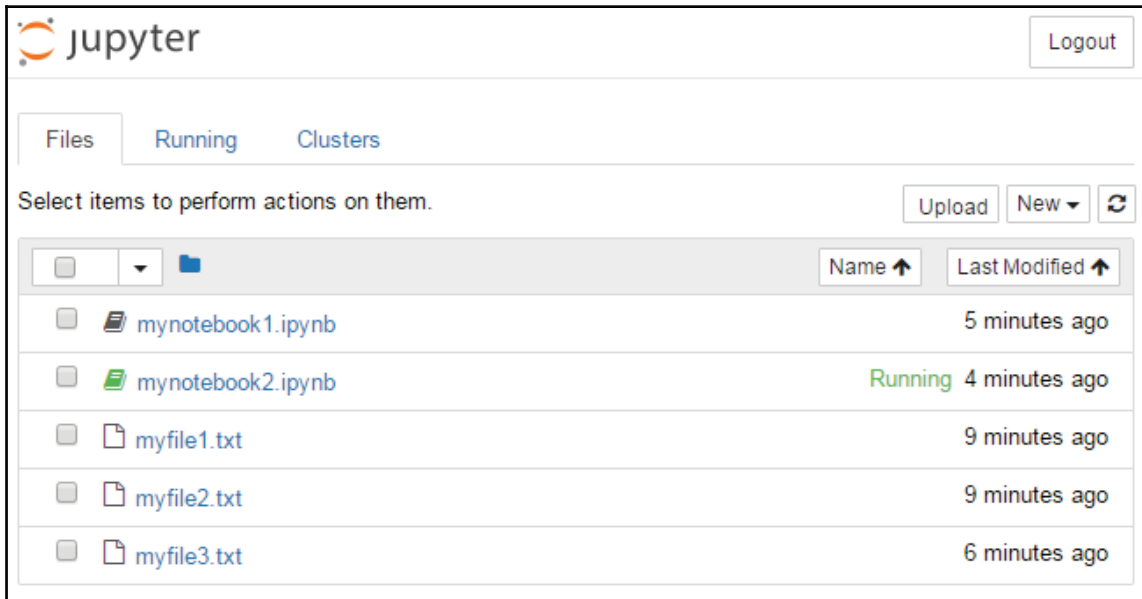 jupyter
Logout
Files Running Clusters
Select items to perform actions on them.
Upload New
Name Last Modified
mynotebook1.ipynb 5 minutes ago
mynotebook2.ipynb Running 4 minutes ago
myfile1.txt 9 minutes ago
myfile2.txt 9 minutes ago
myfile3.txt 6 minutes ago